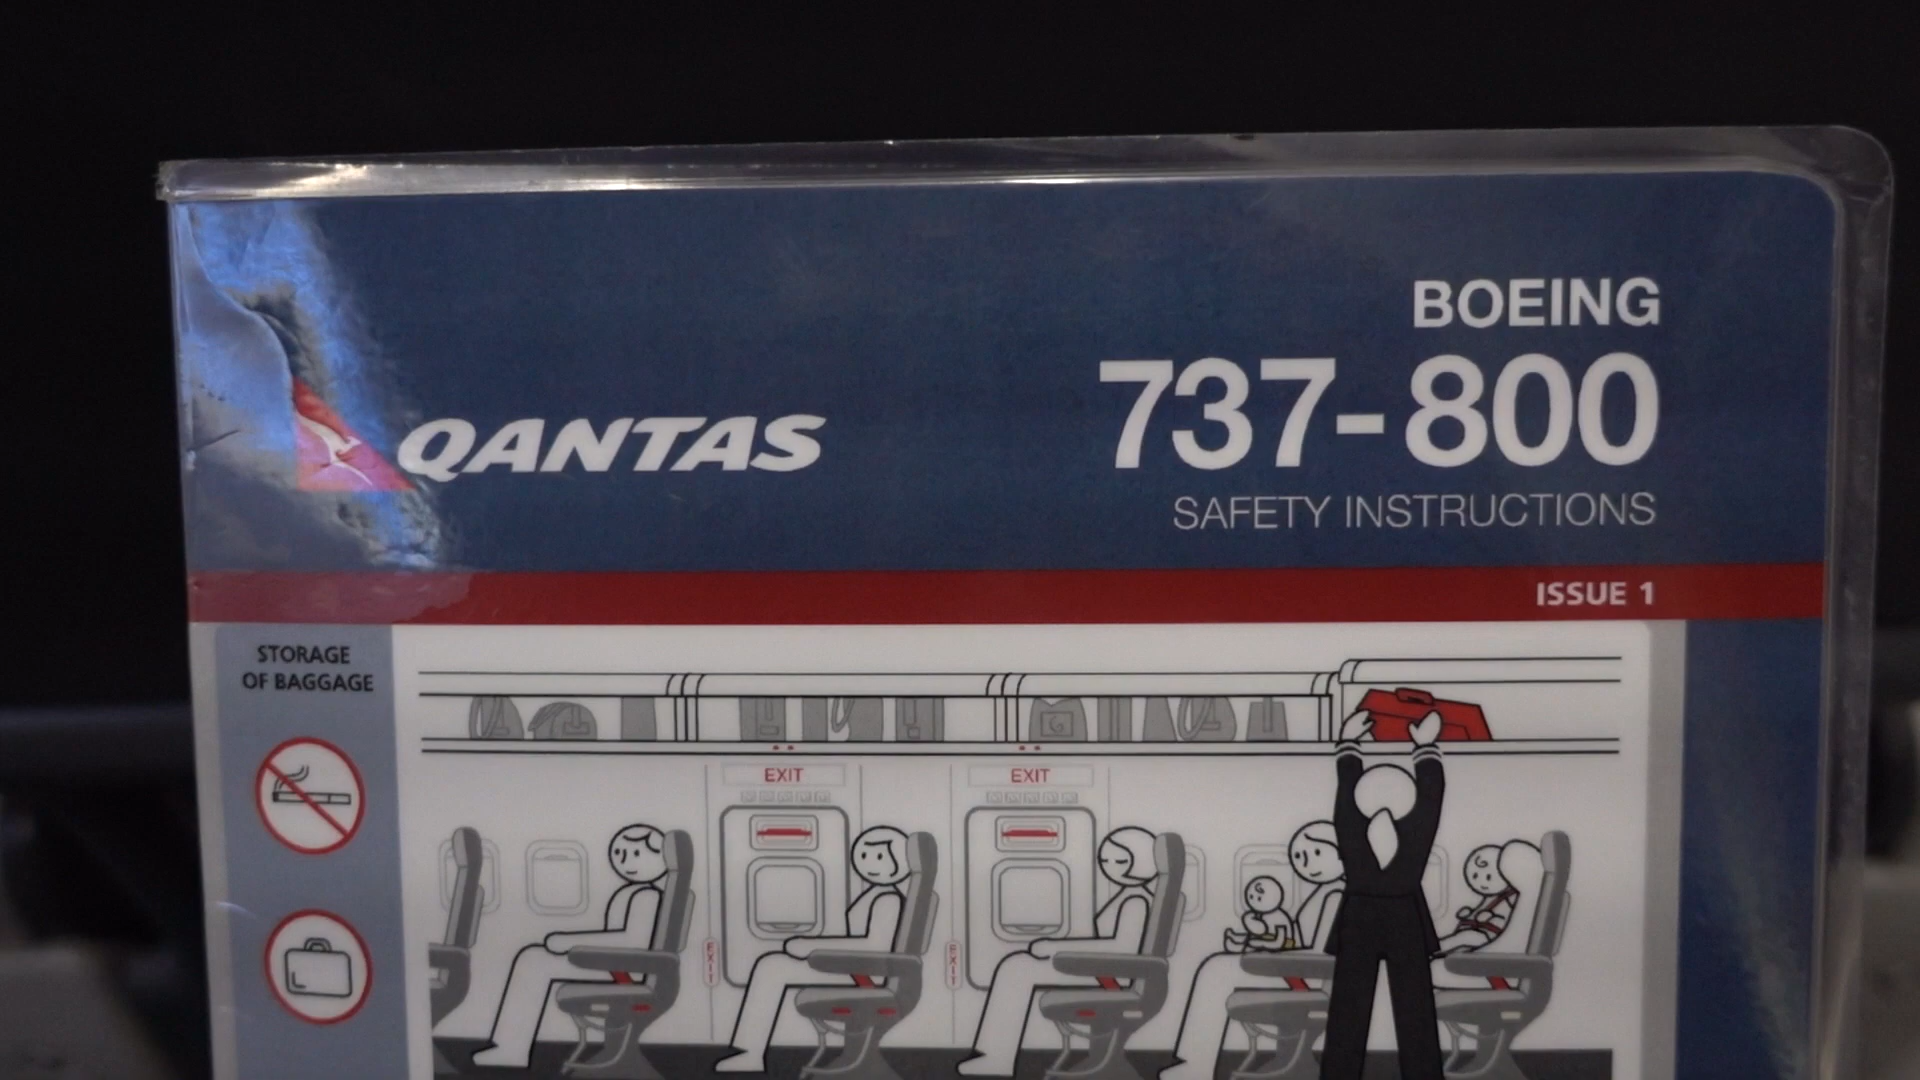 BOEING
QANTAS 737-800
SAFETY INSTRUCTIONS
ISSUE 1
STORAGE
OF BAGGAGE
EXIT EXIT
EXIT EXIT